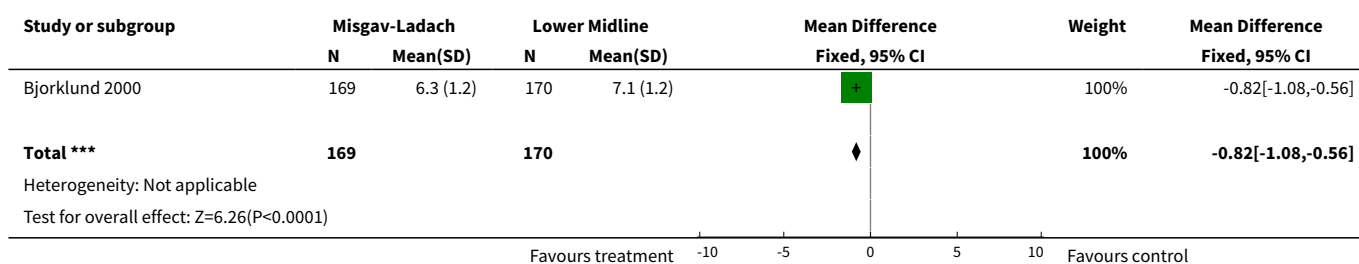 Study or subgroup Misgav-Ladach Lower Midline Mean Difference Weight Mean Difference
N Mean(SD) N Mean(SD) Fixed, 95% CI Fixed, 95% CI
Bjorklund 2000 169 6.3 (1.2) 170 7.1 (1.2) 100% -0.82[-1.08,-0.56]
Total *** 169 170 100% -0.82[-1.08,-0.56]
Heterogeneity: Not applicable
Test for overall effect: Z=6.26(P<0.0001)
Favours treatment -10 -5 0 5 10 Favours control